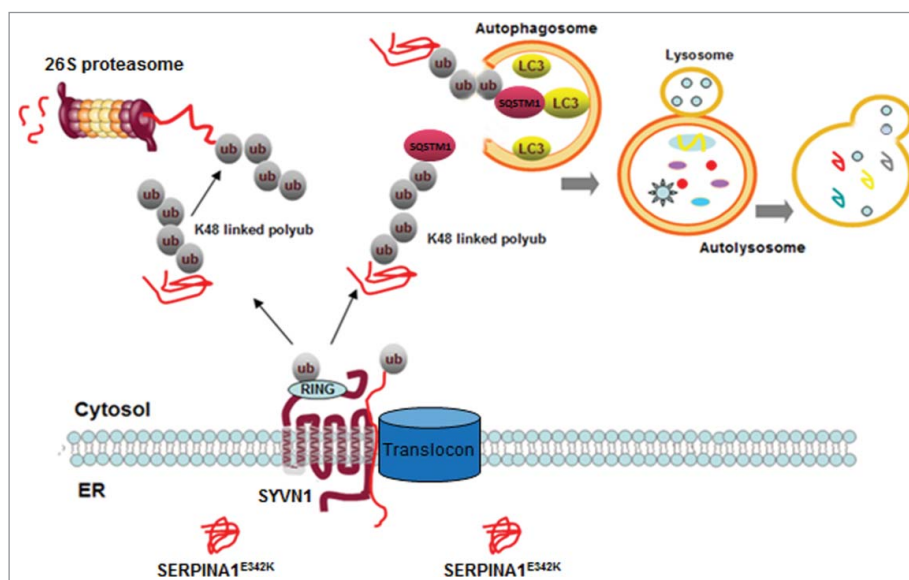 26S proteasome
ub
ub
ub
ub
ub
ub
ub
ub
K48 linked polyub
Autophagosome
ub
ub
ub
LC3
SQSTM1
LC3
LC3
SQSTM1
ub
ub
ub
ub
K48 linked polyub
Lysosome
Autolysosome
ub
RING
ub
Cytosol
ER
SYVN1
Translocon
SERPINA1E342K
SERPINA1E342K